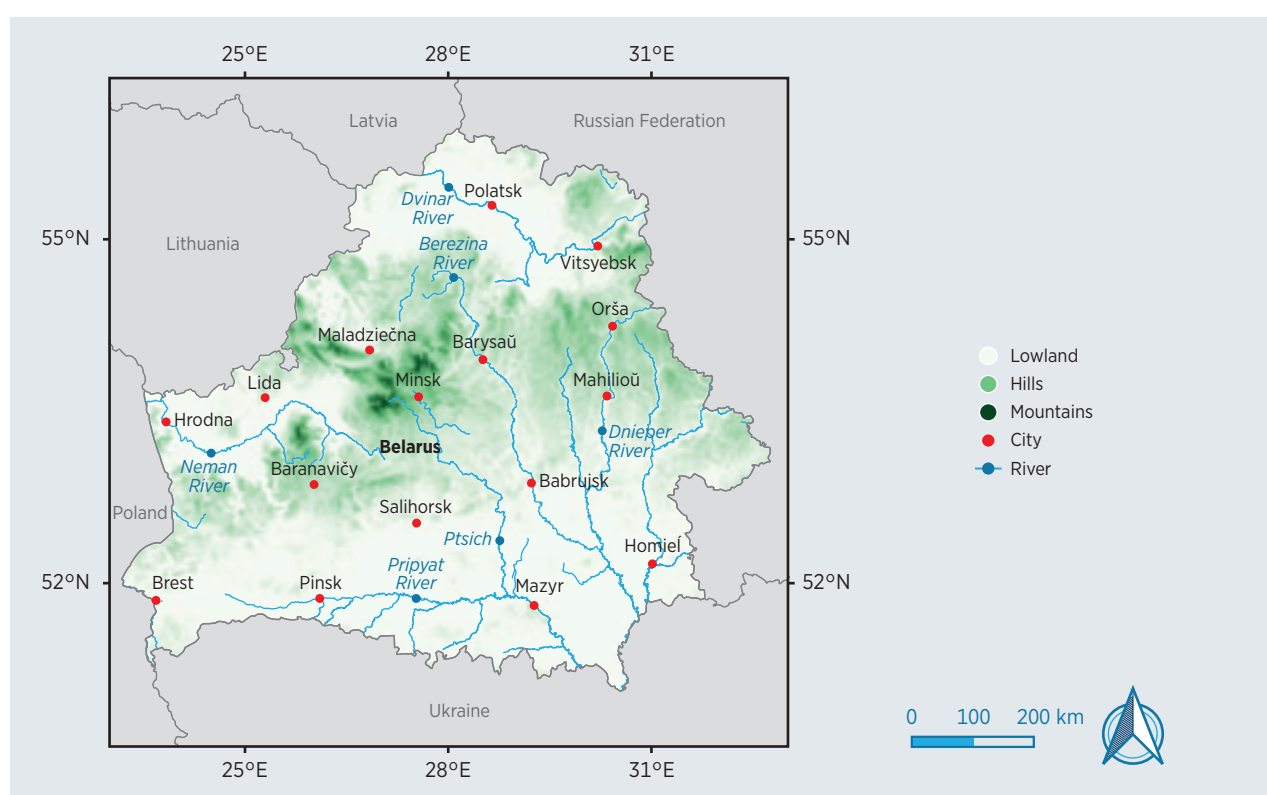 25°E 28°E 31°E
Latvia
Russian Federation
Polatsk
Dvinar
River
55°N
55°N
Lithuania
Berezina
River
Vitsyebsk
Orša
Maladziečna
Barysaŭ
Minsk
Mahilioŭ
Lida
Hrodna
Dnieper
River
Belarus
Neman
River
Baranavičy
Babrujsk
Salihorsk
Poland
Ptsich
Homieĺ
Pripyat
River
52°N
52°N
Brest
Pinsk
Mazyr
Ukraine
25°E 28°E 31°E
Lowland
Hills
Mountains
City
River
0 100 200 km